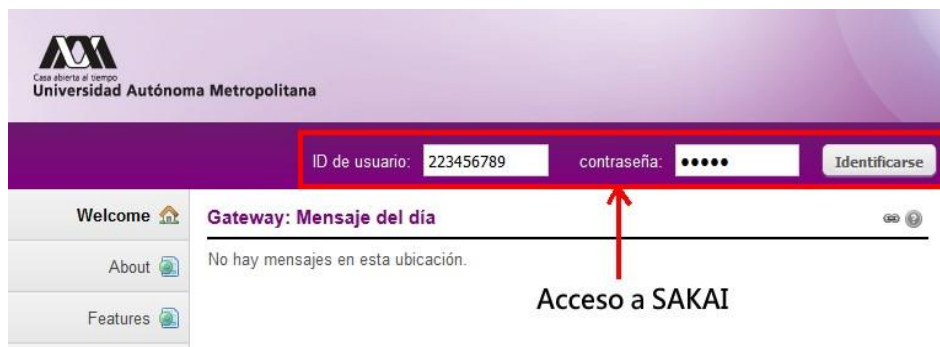 Casa abierta al tiempo
Universidad Autónoma Metropolitana
ID de usuario: 223456789 contraseña: ••••• Identificarse
Welcome
Gateway: Mensaje del día
About
No hay mensajes en esta ubicación.
Features
Acceso a SAKAI